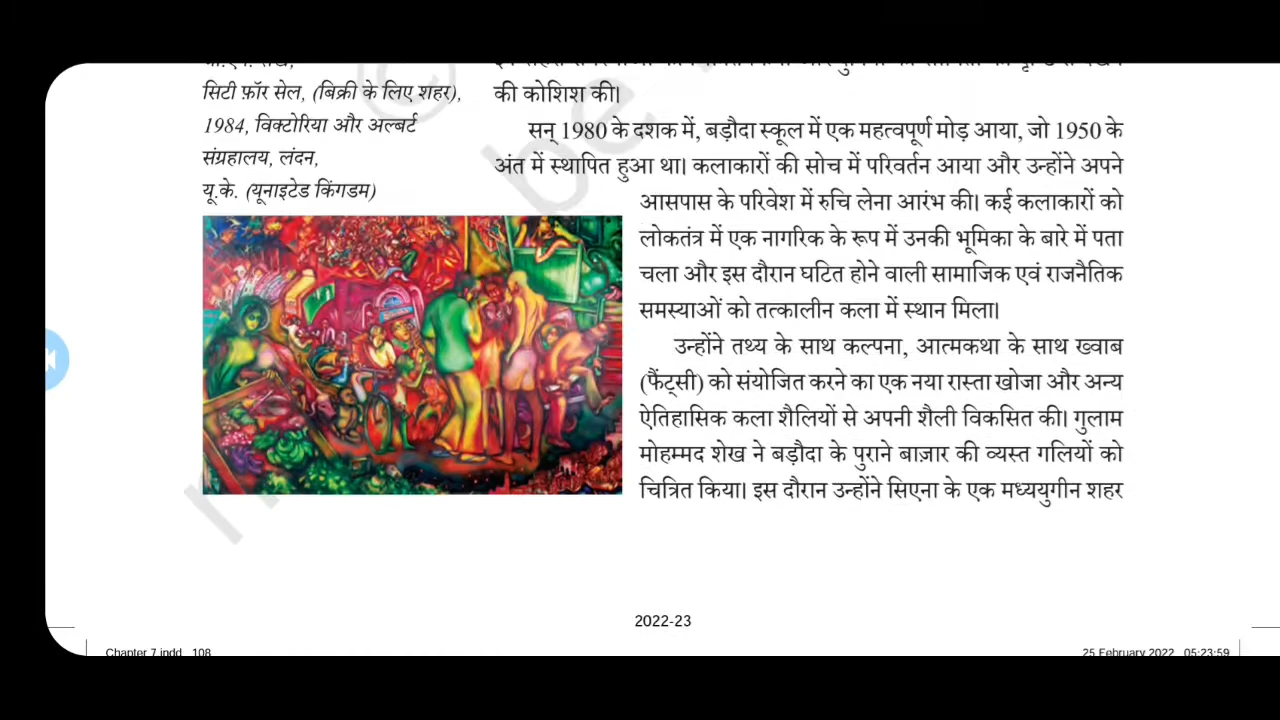 सिटी फ़ॉर सेल, (बिक्री के लिए शहर),
1984, विक्टोरिया और अल्बर्ट
संग्रहालय, लंदन,
यू.के. (यूनाइटेड किंगडम)
की कोशिश की।
सन् 1980 के दशक में, बड़ौदा स्कूल में एक महत्वपूर्ण मोड़ आया, जो 1950 के
अंत में स्थापित हुआ था। कलाकारों की सोच में परिवर्तन आया और उन्होंने अपने
आसपास के परिवेश में रुचि लेना आरंभ की। कई कलाकारों को
लोकतंत्र में एक नागरिक के रूप में उनकी भूमिका के बारे में पता
चला और इस दौरान घटित होने वाली सामाजिक एवं राजनैतिक
समस्याओं को तत्कालीन कला में स्थान मिला।
उन्होंने तथ्य के साथ कल्पना, आत्मकथा के साथ ख्वाब
(फैंट्सी) को संयोजित करने का एक नया रास्ता खोजा और अन्य
ऐतिहासिक कला शैलियों से अपनी शैली विकसित की। गुलाम
मोहम्मद शेख ने बड़ौदा के पुराने बाज़ार की व्यस्त गलियों को
चित्रित किया। इस दौरान उन्होंने सिएना के एक मध्ययुगीन शहर
2022-23
Chapter 7.indd 108
25 February 2022 05:23:59